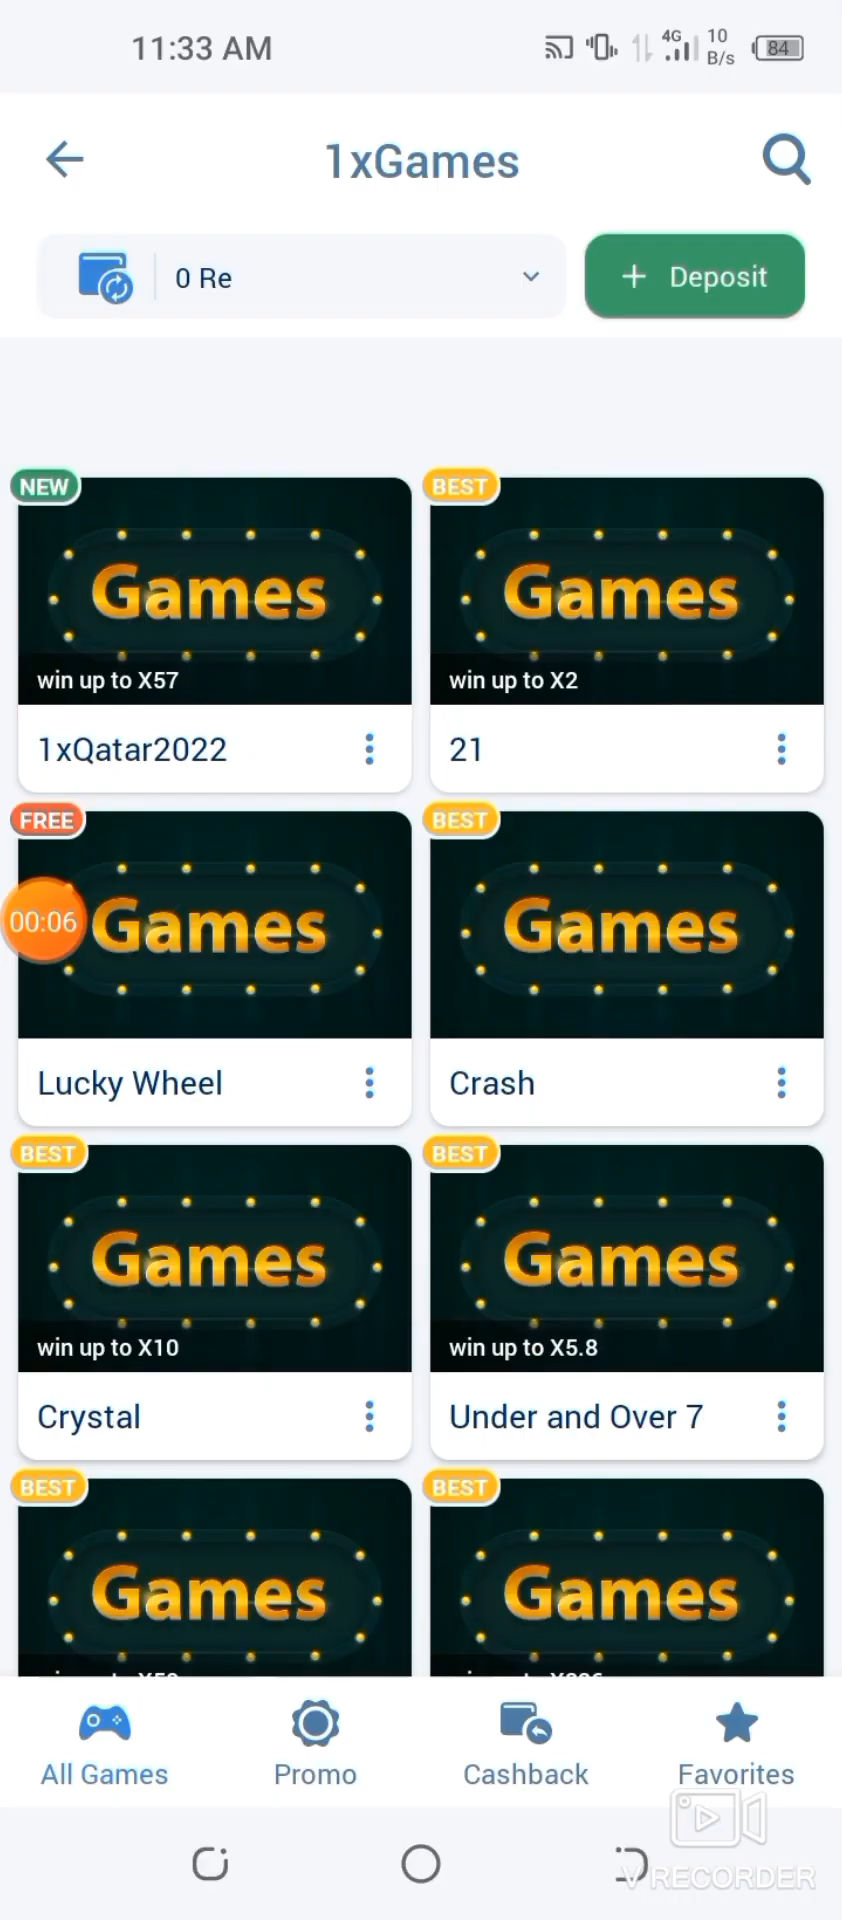 11:33 AM
4G
10
B/s
84
1xGames
0 Re
+ Deposit
NEW
BEST
Games
Games
win up to X57
win up to X2
1xQatar2022
21
FREE
BEST
00:06
Games
Games
Lucky Wheel
Crash
BEST
BEST
Games
Games
win up to X10
win up to X5.8
Crystal
Under and Over 7
BEST
BEST
Games
Games
All Games
Promo
Cashback
Favorites
V RECORDER